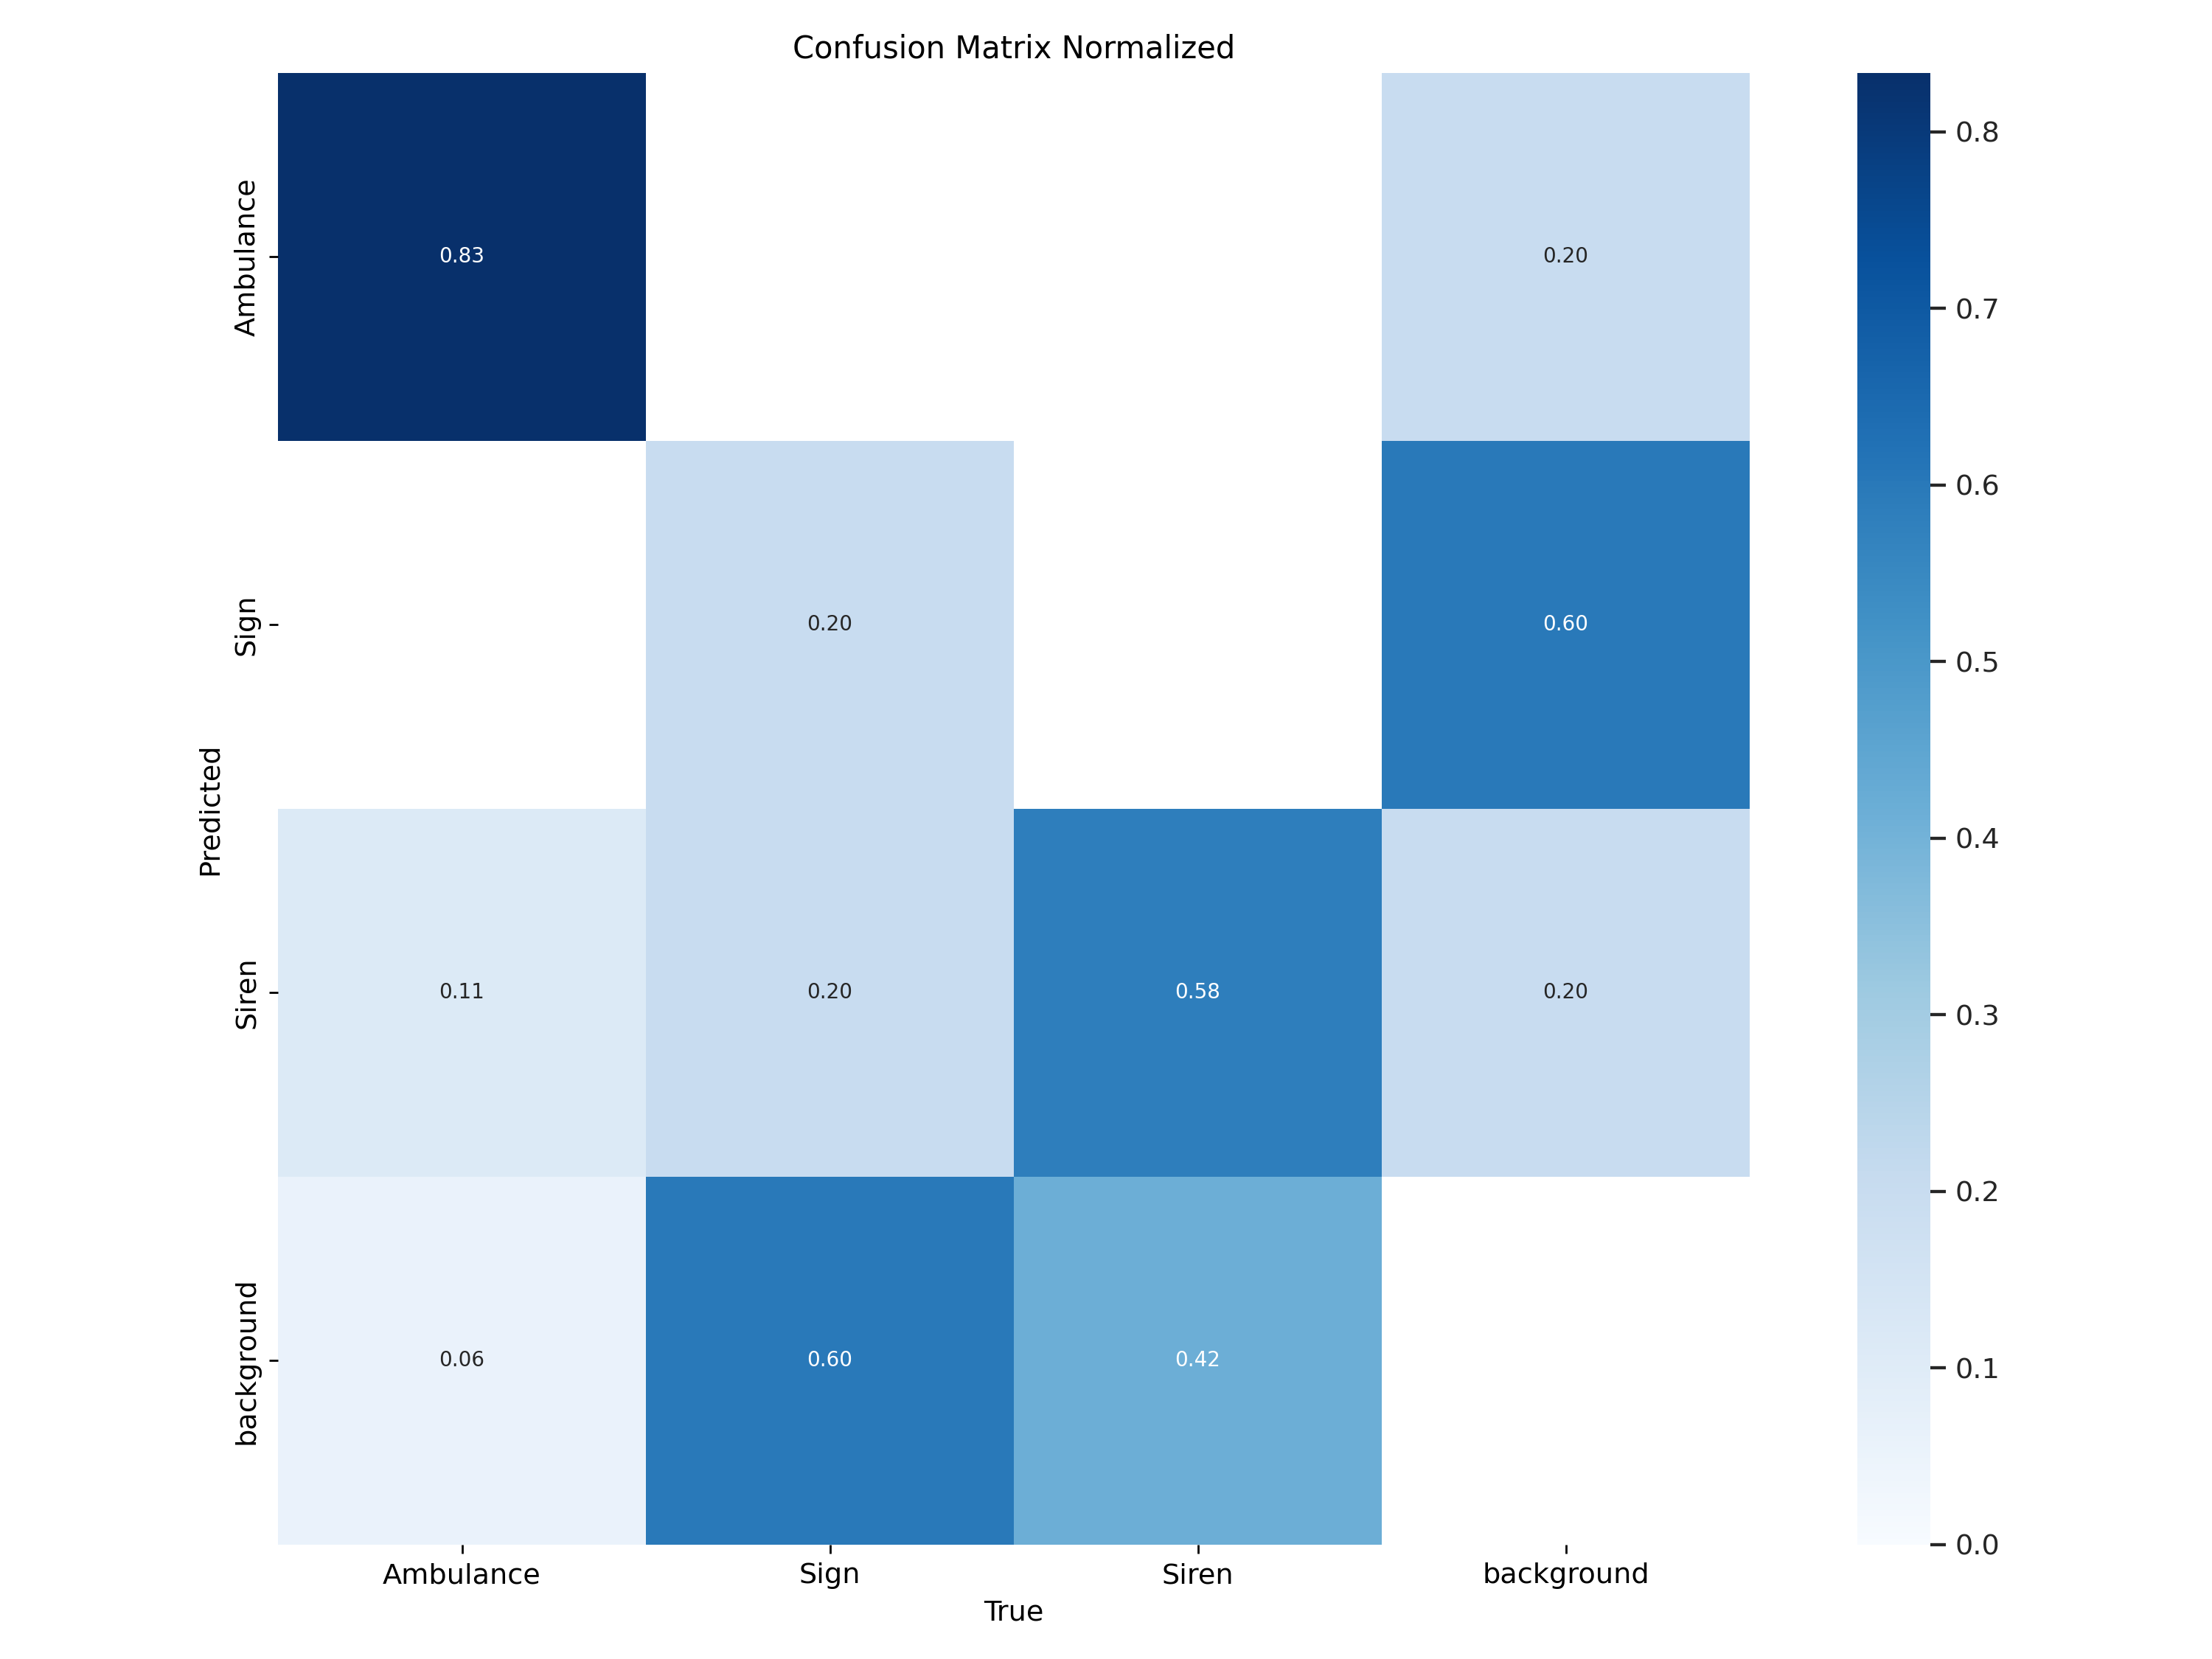 Confusion Matrix Normalized
Ambulance
0.83
0.20
0.8
0.7
0.6
0.5
0.4
0.3
0.2
0.1
0.0
Sign
0.20
0.60
Predicted
Siren
0.11
0.20
0.58
0.20
background
0.06
0.60
0.42
Ambulance
Sign
Siren
background
True